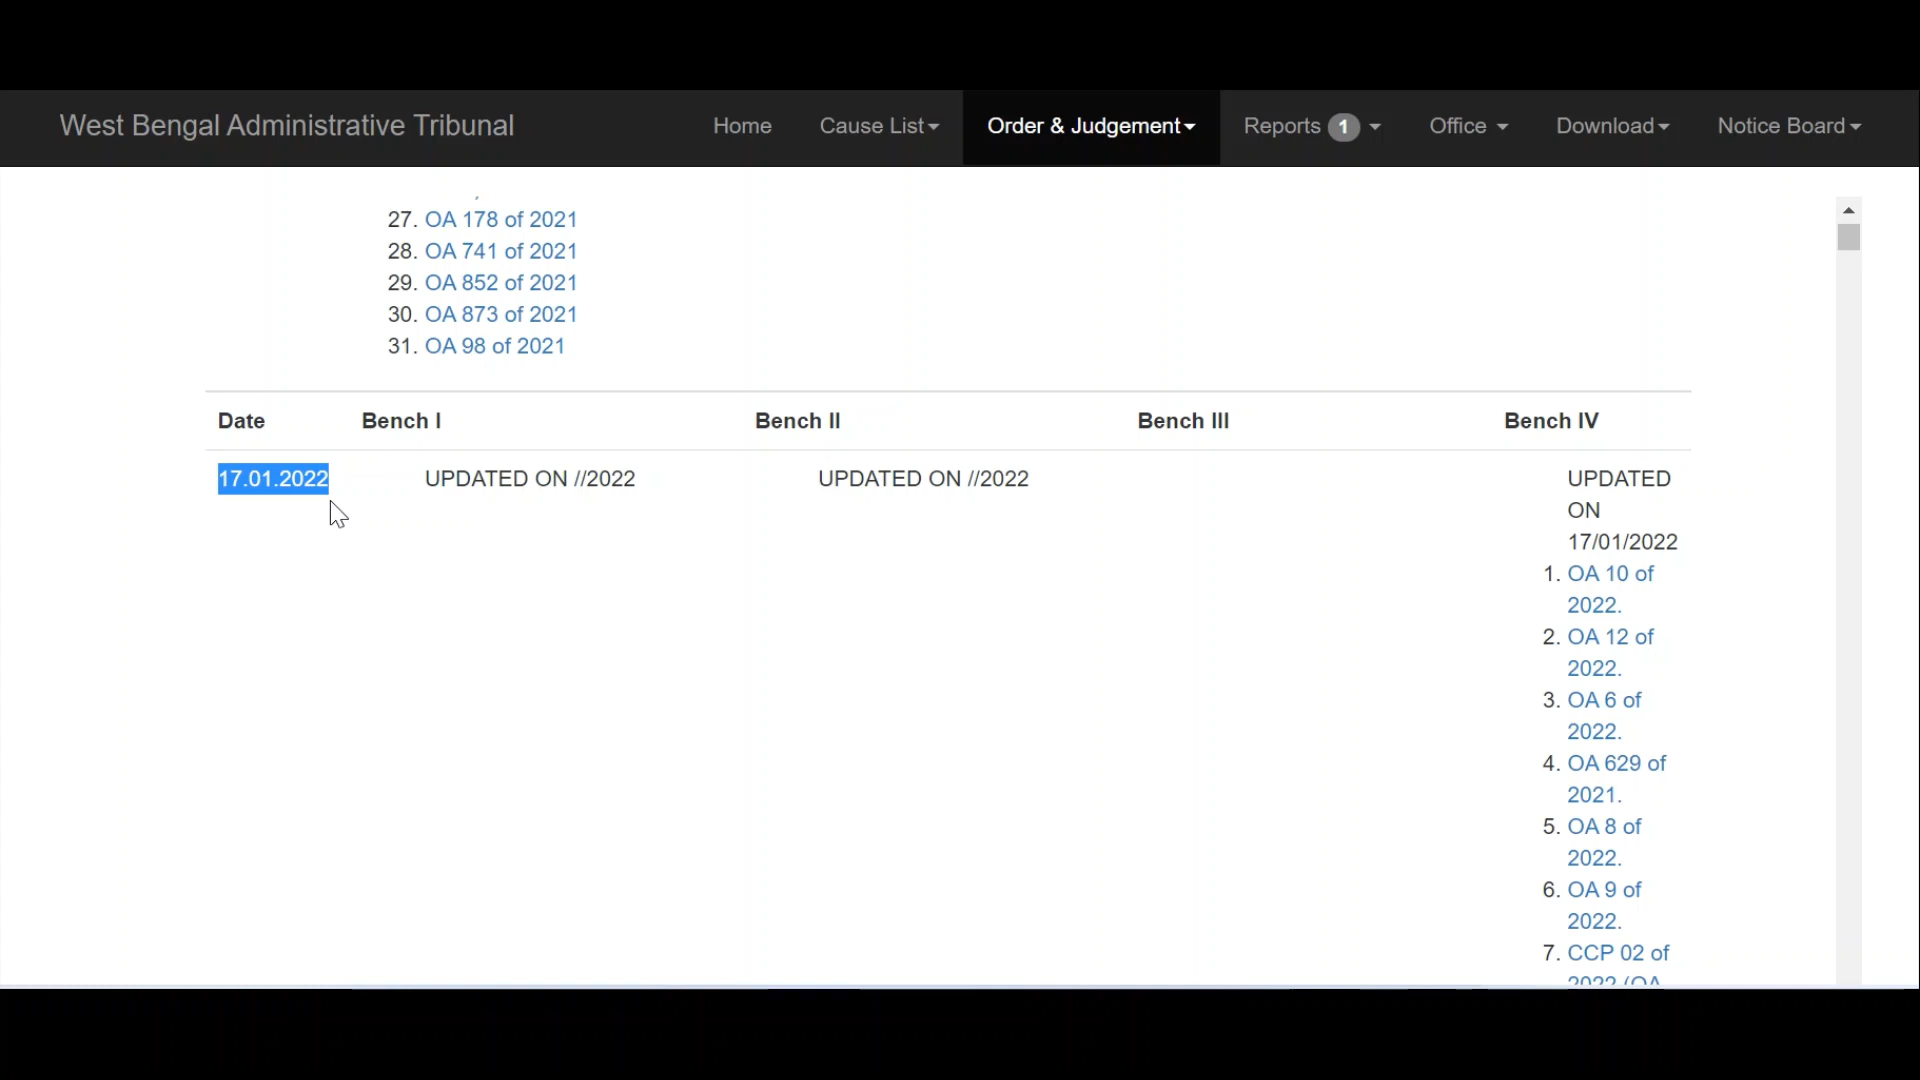 West Bengal Administrative Tribunal
Home
Cause List
Order & Judgement
Reports 1
Office
Download
Notice Board
27. OA 178 of 2021
28. OA 741 of 2021
29. OA 852 of 2021
30. OA 873 of 2021
31. OA 98 of 2021
Date
Bench I
Bench II
Bench III
Bench IV
17.01.2022
UPDATED ON //2022
UPDATED ON //2022
UPDATED
ON
17/01/2022
1. OA 10 of
2022.
2. OA 12 of
2022.
3. OA 6 of
2022.
4. OA 629 of
2021.
5. OA 8 of
2022.
6. OA 9 of
2022.
7. CCP 02 of
2022 (OA